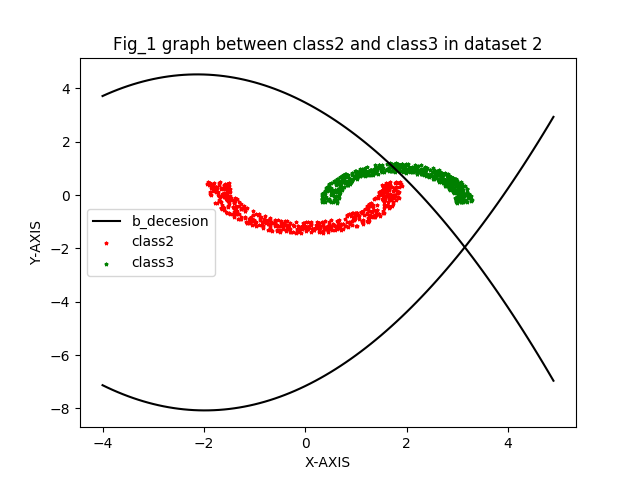 Fig_1 graph between class2 and class3 in dataset 2
4
2
0
−2
−4
−6
−8
Y-AXIS
b_decesion
class2
class3
−4
−2
0
2
4
X-AXIS